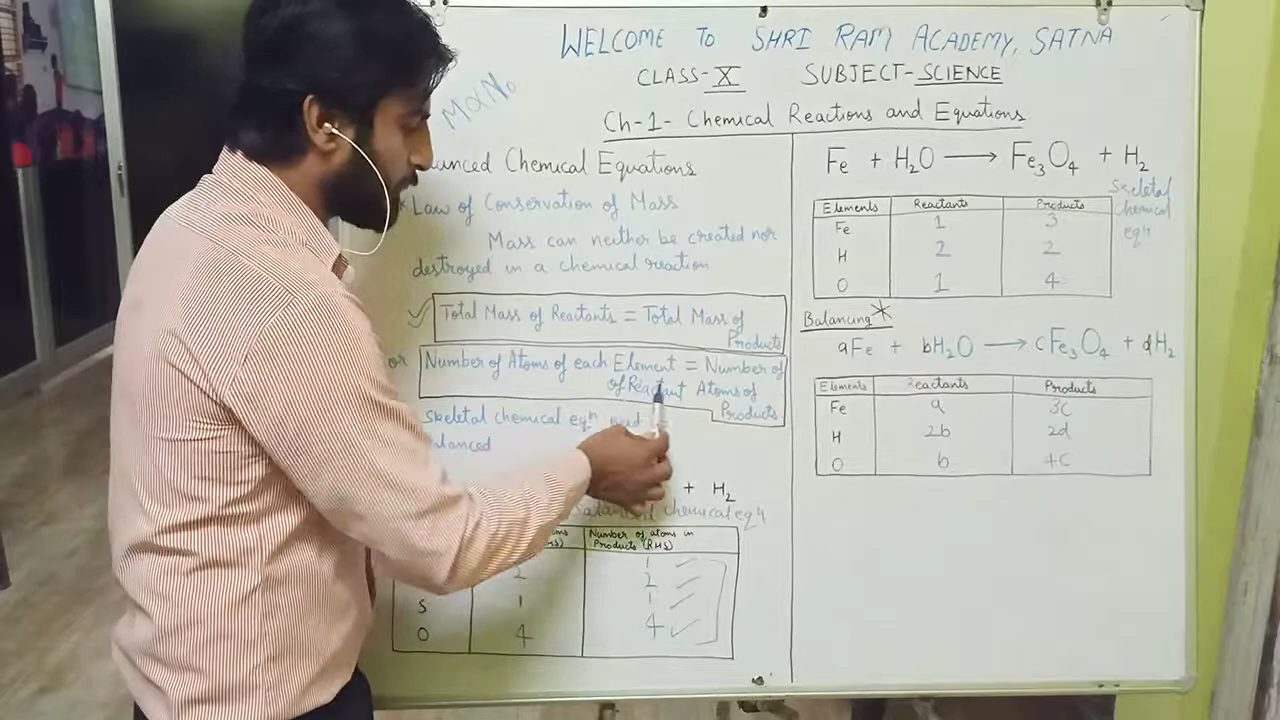 WELCOME TO SHRI RAM ACADEMY, SATNA
CLASS-X SUBJECT-SCIENCE
Ch-1- Chemical Reactions and Equations
anced Chemical Equations
* Law of Conservation of Mass
Mass can neither be created nor
destroyed in a chemical reaction
✓ Total Mass of Reactants = Total Mass of
Products
or Number of Atoms of each Element = Number of
of Reactant Atoms of
Products
Skeletal chemical eqⁿ
alanced
+ H₂
Balanced chemical eqn
Number of atoms in
Products (RHS)
1 ✓
2 2 ✓
S 1 1 ✓
O 4 4 ✓
Fe + H₂O → Fe₃O₄ + H₂
Skeletal
chemical
eqn
Elements Reactants Products
Fe 1 3
H 2 2
O 1 4
Balancing *
aFe + bH₂O → cFe₃O₄ + dH₂
Elements Reactants Products
Fe a 3c
H 2b 2d
O b 4c